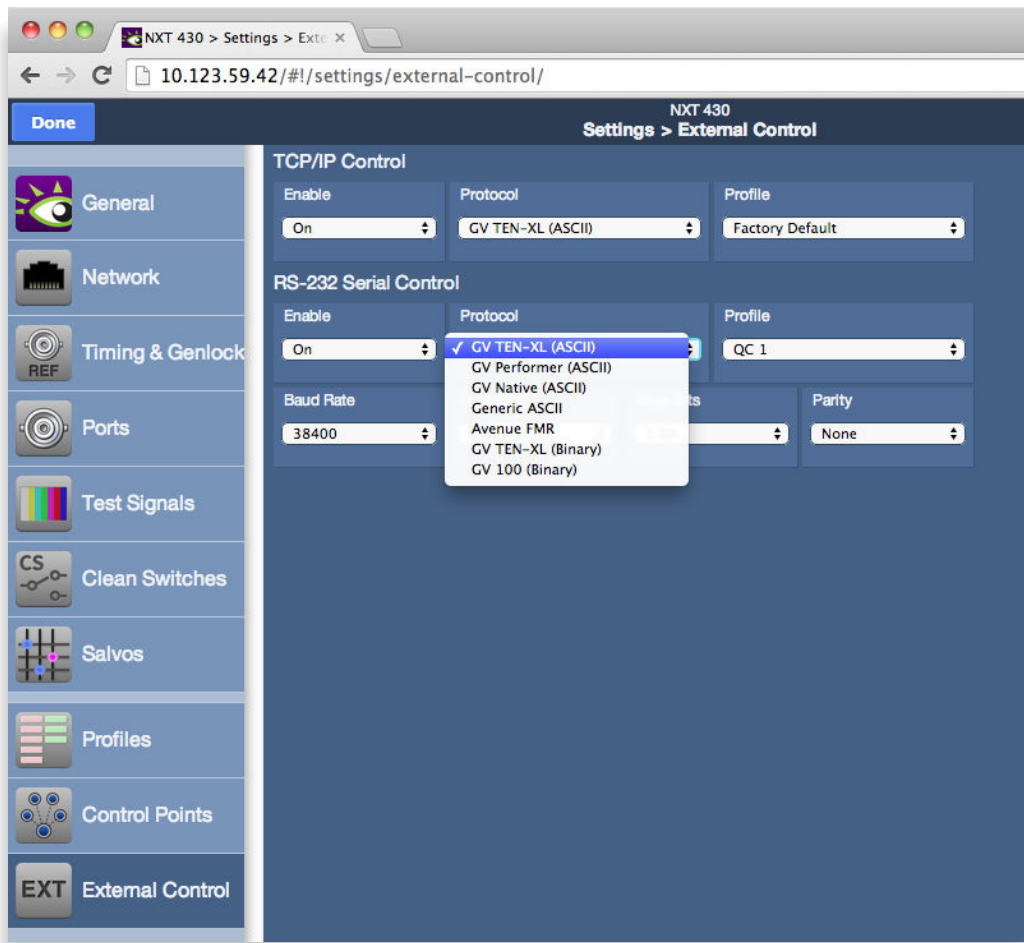 NXT 430 > Settings > Exte
10.123.59.42/#!/settings/external-control/
Done
NXT 430
Settings > External Control
General
Network
REF
Timing & Genlock
Ports
Test Signals
CS
Clean Switches
Salvos
Profiles
Control Points
EXT
External Control
TCP/IP Control
Enable
Protocol
Profile
On
GV TEN-XL (ASCII)
Factory Default
RS-232 Serial Control
Enable
Protocol
Profile
On
✓ GV TEN-XL (ASCII)
GV Performer (ASCII)
GV Native (ASCII)
Generic ASCII
Avenue FMR
GV TEN-XL (Binary)
GV 100 (Binary)
QC 1
Baud Rate
Parity
38400
None